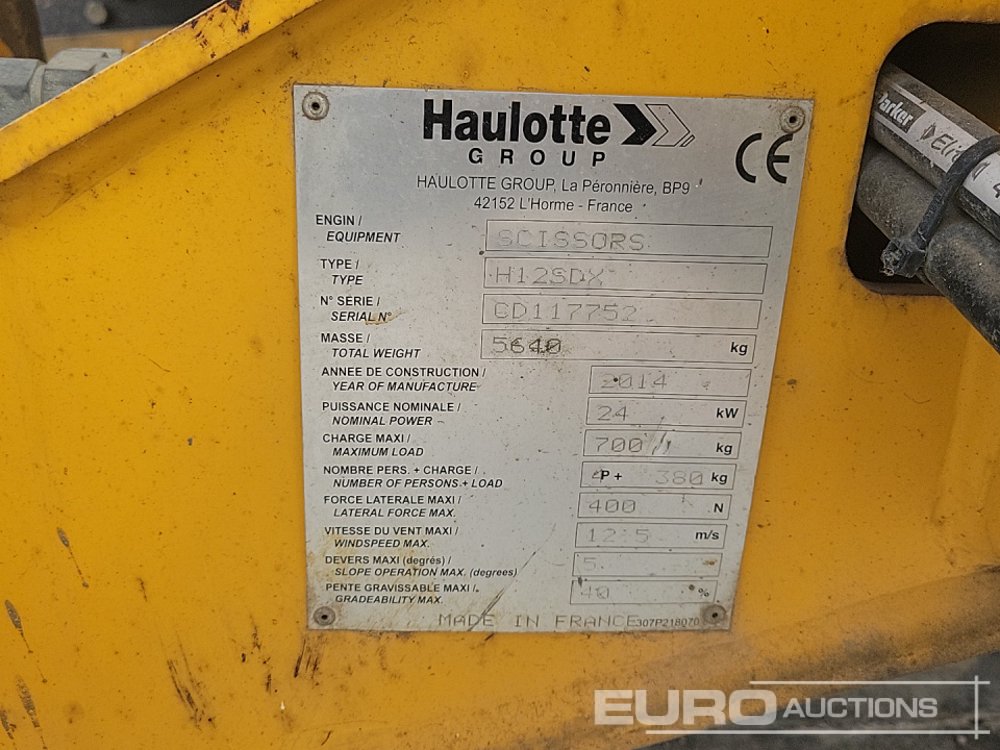 Haulotte
GROUP
CE
HAULOTTE GROUP, La Péronnière, BP9
42152 L'Horme - France
ENGIN /
EQUIPMENT
SCISSORS
TYPE /
TYPE
H12SDX
N° SÉRIE /
SERIAL N°
CD117752
MASSE /
TOTAL WEIGHT
5640 kg
ANNEE DE CONSTRUCTION /
YEAR OF MANUFACTURE
2014
PUISSANCE NOMINALE /
NOMINAL POWER
24 kW
CHARGE MAXI /
MAXIMUM LOAD
700 kg
NOMBRE PERS. + CHARGE /
NUMBER OF PERSONS + LOAD
4P + 380 kg
FORCE LATERALE MAXI /
LATERAL FORCE MAX.
400 N
VITESSE DU VENT MAXI /
WINDSPEED MAX.
12.5 m/s
DEVERS MAXI (degrés) /
SLOPE OPERATION MAX. (degrees)
5
PENTE GRAVISSABLE MAXI /
GRADEABILITY MAX.
40 %
MADE IN FRANCE 307P218070
Parker
EURO AUCTIONS